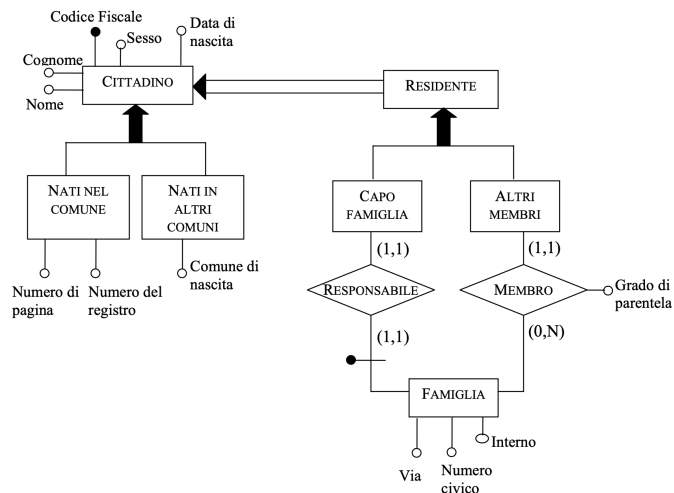 Codice Fiscale
Sesso
Data di
nascita
Cognome
Nome
CITTADINO
RESIDENTE
NATI NEL
COMUNE
NATI IN
ALTRI
COMUNI
CAPO
FAMIGLIA
ALTRI
MEMBRI
Numero di
pagina
Numero del
registro
Comune di
nascita
(1,1)
(1,1)
RESPONSABILE
MEMBRO
Grado di
parentela
(1,1)
(0,N)
FAMIGLIA
Via
Numero
civico
Interno